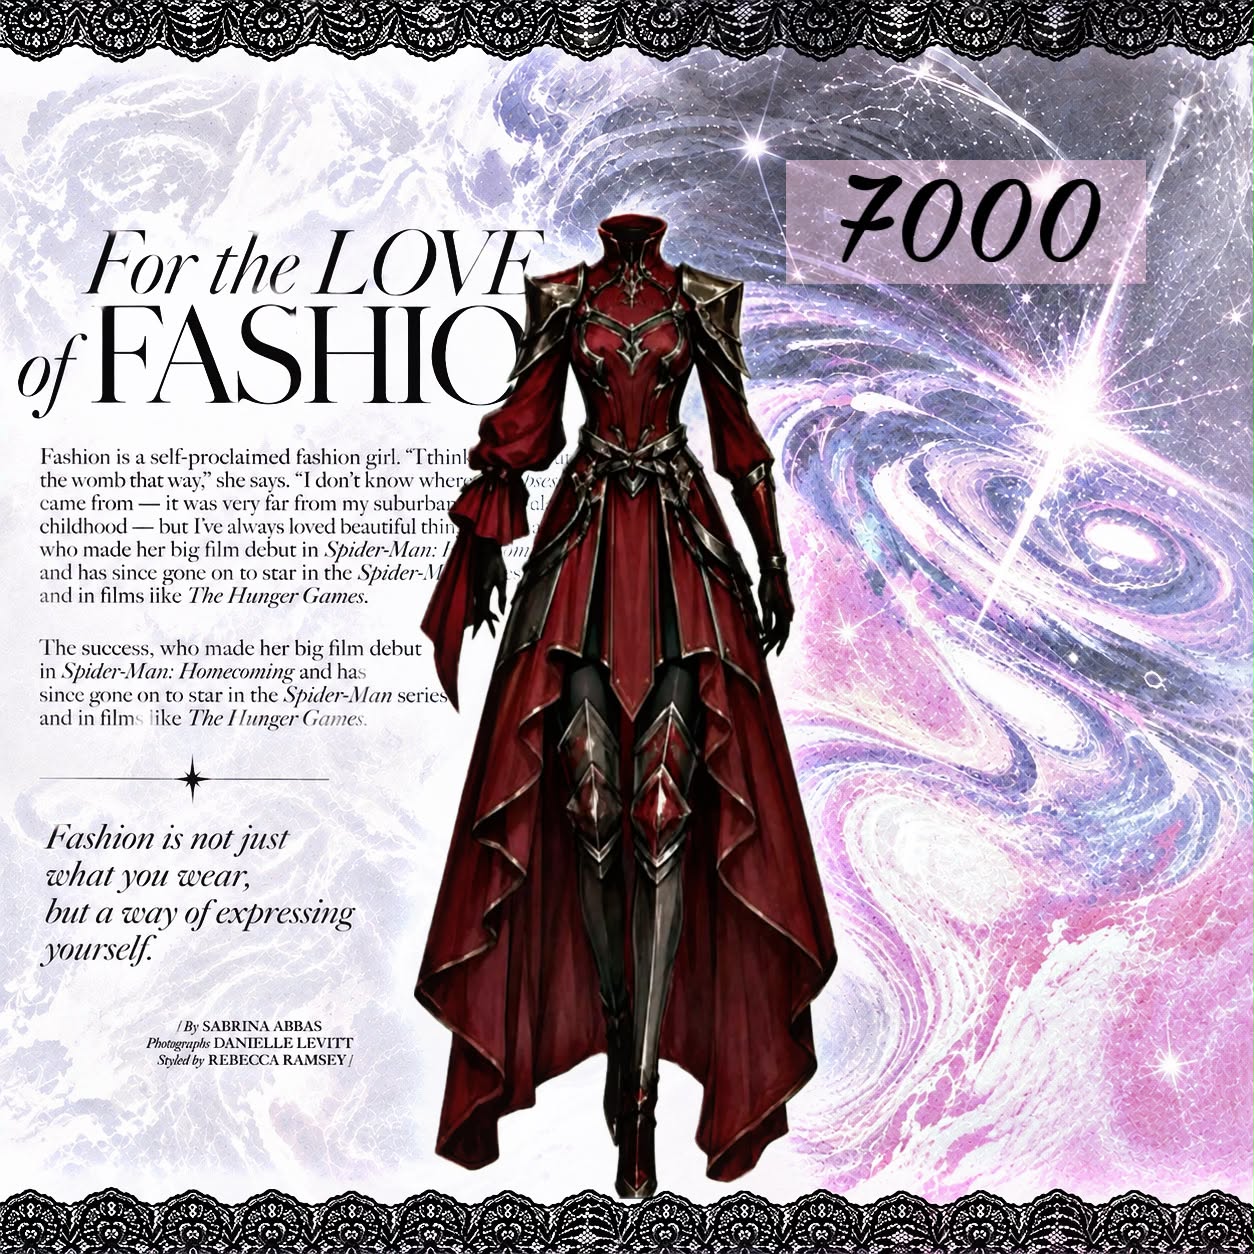 7000
For the LOVE
of FASHIO
Fashion is a self-proclaimed fashion girl. “Tthink
the womb that way,” she says. “I don’t know where
came from — it was very far from my suburban
childhood — but I’ve always loved beautiful thin
who made her big film debut in Spider-Man: H
and has since gone on to star in the Spider-M
and in films iike The Hunger Games.
The success, who made her big film debut
in Spider-Man: Homecoming and has
since gone on to star in the Spider-Man series
and in films like The Hunger Games.
Fashion is not just
what you wear,
but a way of expressing
yourself.
/ By SABRINA ABBAS
Photographs DANIELLE LEVITT
Styled by REBECCA RAMSEY /